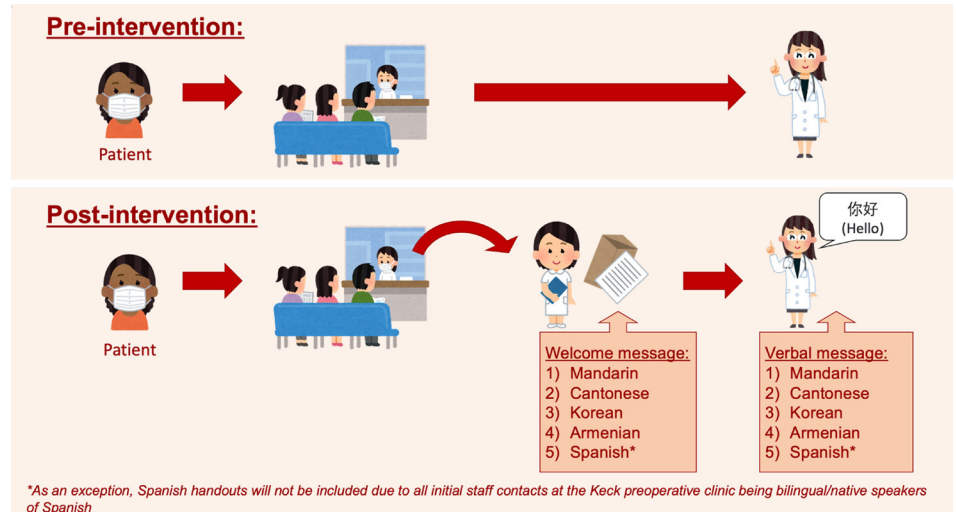 Pre-intervention:
Patient
Post-intervention:
你好
(Hello)
Patient
Welcome message:
1) Mandarin
2) Cantonese
3) Korean
4) Armenian
5) Spanish*
Verbal message:
1) Mandarin
2) Cantonese
3) Korean
4) Armenian
5) Spanish*
*As an exception, Spanish handouts will not be included due to all initial staff contacts at the Keck preoperative clinic being bilingual/native speakers
of Spanish